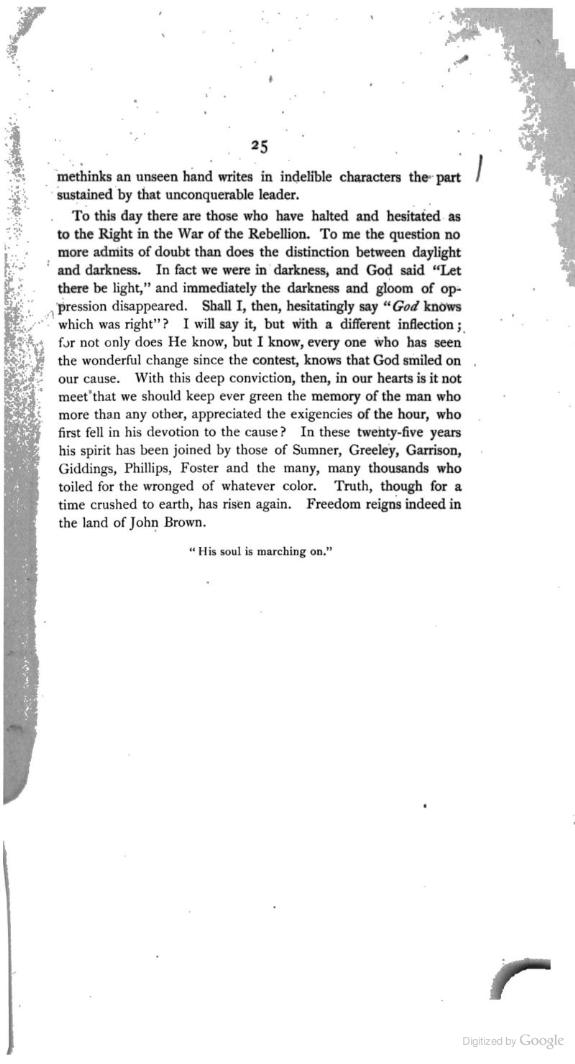 25
methinks an unseen hand writes in indelible characters the part
sustained by that unconquerable leader.
To this day there are those who have halted and hesitated as
to the Right in the War of the Rebellion. To me the question no
more admits of doubt than does the distinction between daylight
and darkness. In fact we were in darkness, and God said "Let
there be light," and immediately the darkness and gloom of op-
pression disappeared. Shall I, then, hesitatingly say "God knows
which was right"? I will say it, but with a different inflection;
for not only does He know, but I know, every one who has seen
the wonderful change since the contest, knows that God smiled on
our cause. With this deep conviction, then, in our hearts is it not
meet that we should keep ever green the memory of the man who
more than any other, appreciated the exigencies of the hour, who
first fell in his devotion to the cause? In these twenty-five years
his spirit has been joined by those of Sumner, Greeley, Garrison,
Giddings, Phillips, Foster and the many, many thousands who
toiled for the wronged of whatever color. Truth, though for a
time crushed to earth, has risen again. Freedom reigns indeed in
the land of John Brown.
"His soul is marching on."
Digitized by Google